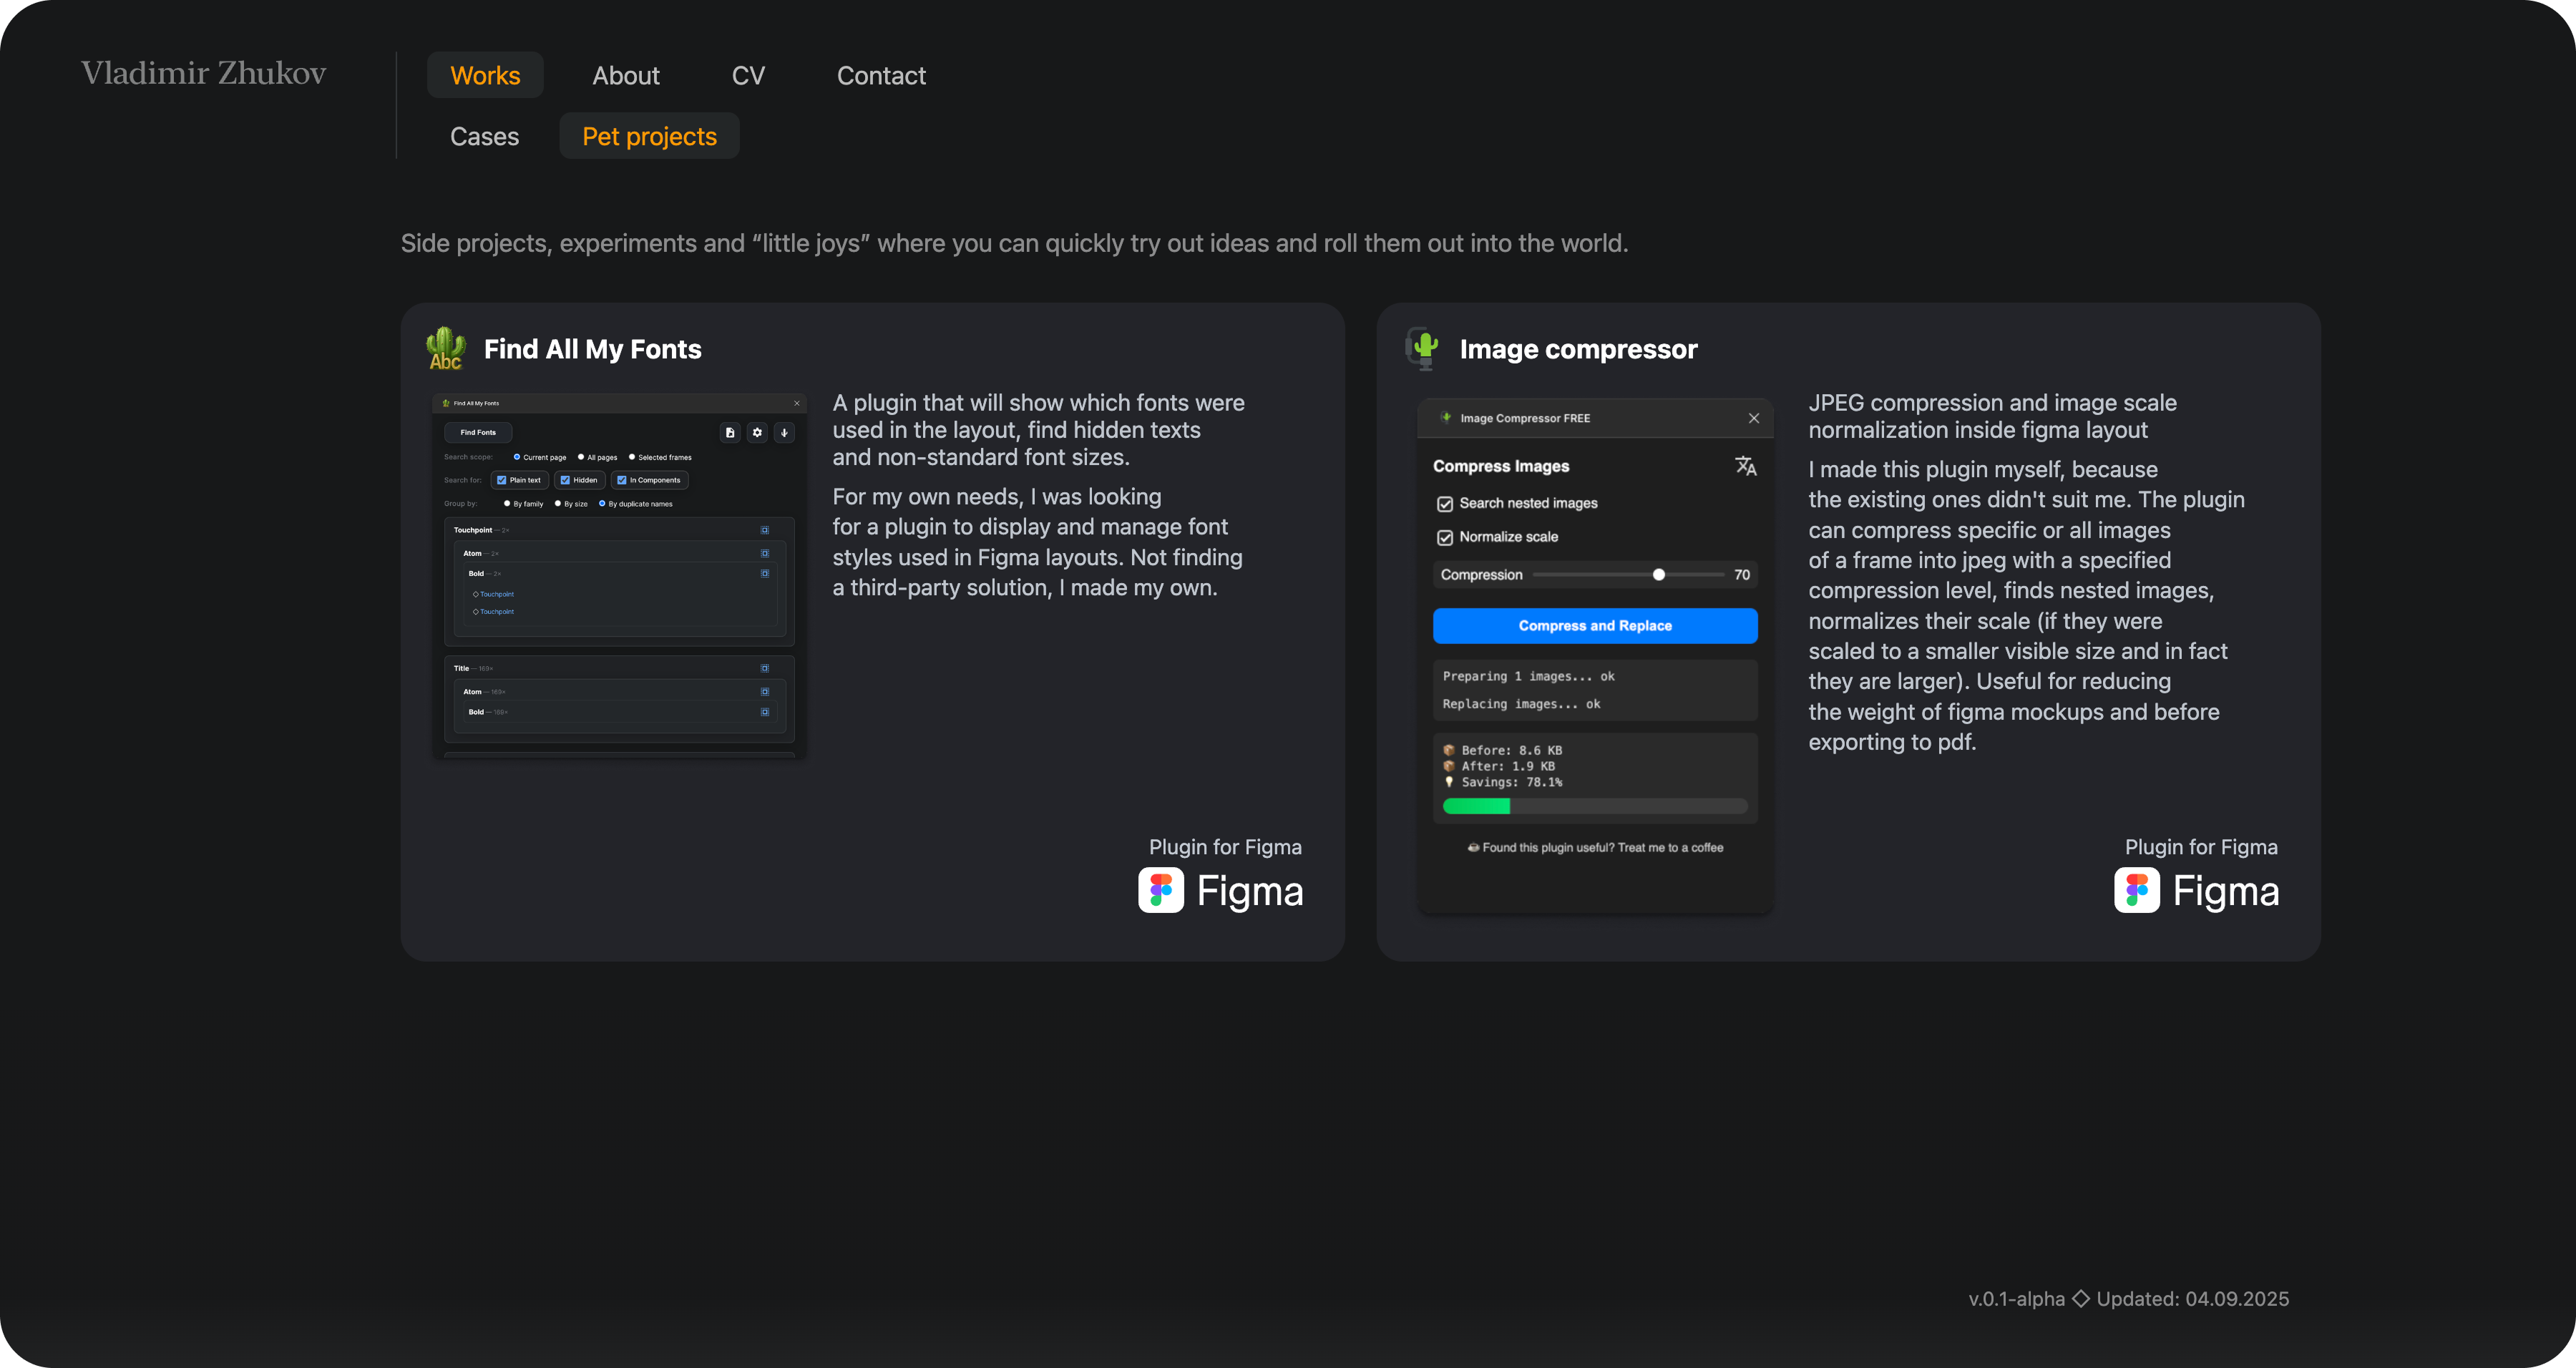 Vladimir Zhukov
Works
About
CV
Contact
Cases
Pet projects
Side projects, experiments and “little joys” where you can quickly try out ideas and roll them out into the world.
Abc
Find All My Fonts
Find All My Fonts
Find Fonts
Search scope: Current page All pages Selected frames
Search for: Plain text Hidden In Components
Group by: By family By size By duplicate names
Touchpoint — 2×
Atom — 2×
Bold — 2×
Touchpoint
Touchpoint
Title — 169×
Atom — 169×
Bold — 169×
A plugin that will show which fonts were
used in the layout, find hidden texts
and non-standard font sizes.
For my own needs, I was looking
for a plugin to display and manage font
styles used in Figma layouts. Not finding
a third-party solution, I made my own.
Plugin for Figma
Figma
Image compressor
Image Compressor FREE
Compress Images
Search nested images
Normalize scale
Compression 70
Compress and Replace
Preparing 1 images... ok
Replacing images... ok
Before: 8.6 KB
After: 1.9 KB
Savings: 78.1%
Found this plugin useful? Treat me to a coffee
JPEG compression and image scale
normalization inside figma layout
I made this plugin myself, because
the existing ones didn't suit me. The plugin
can compress specific or all images
of a frame into jpeg with a specified
compression level, finds nested images,
normalizes their scale (if they were
scaled to a smaller visible size and in fact
they are larger). Useful for reducing
the weight of figma mockups and before
exporting to pdf.
Plugin for Figma
Figma
v.0.1-alpha ◇ Updated: 04.09.2025